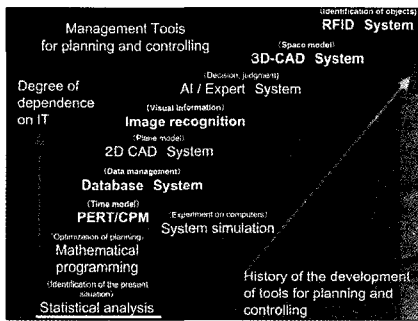 Management Tools
for planning and controlling
(Identification of objects)
RFID System
(Space model)
3D-CAD System
(Decision, judgment)
AI / Expert System
Degree of
dependence
on IT
(Visual information)
Image recognition
(Plane model)
2D CAD System
(Data management)
Database System
(Time model)
PERT/CPM
(Experiment on computers)
System simulation
(Optimization of planning)
Mathematical
programming
(Identification of the present
situation)
Statistical analysis
History of the development
of tools for planning and
controlling